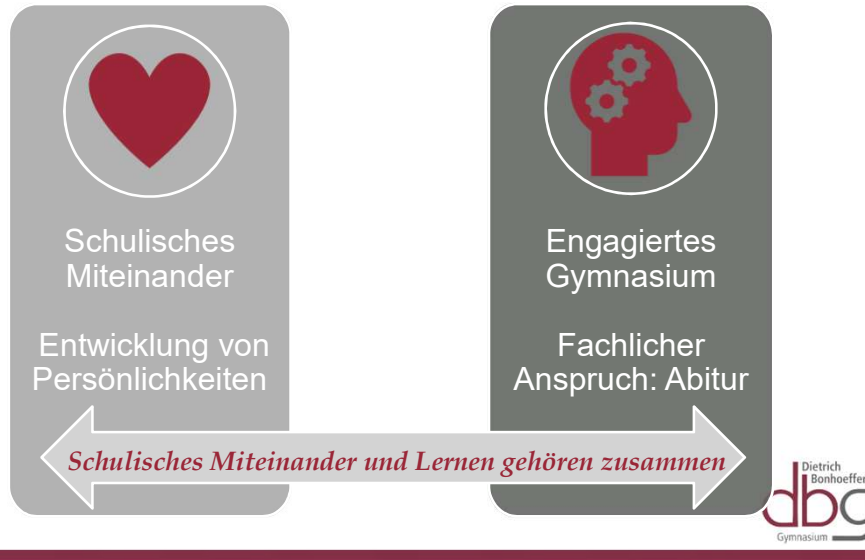 Schulisches
Miteinander
Entwicklung von
Persönlichkeiten
Engagiertes
Gymnasium
Fachlicher
Anspruch: Abitur
Schulisches Miteinander und Lernen gehören zusammen
Dietrich
Bonhoeffer
dbg
Gymnasium